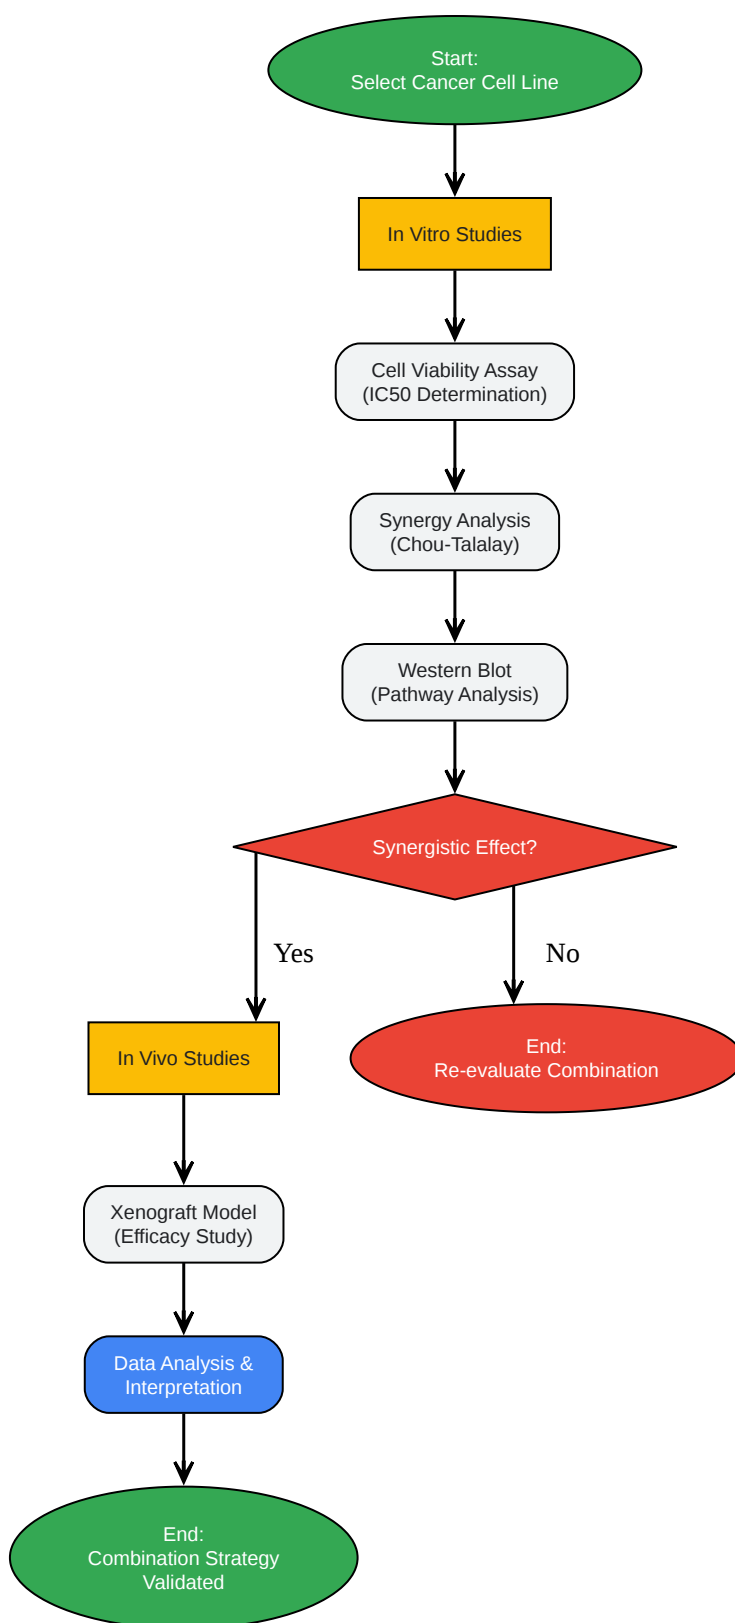 Start:
Select Cancer Cell Line
In Vitro Studies
Cell Viability Assay
(IC50 Determination)
Synergy Analysis
(Chou-Talalay)
Western Blot
(Pathway Analysis)
Synergistic Effect?
Yes
No
In Vivo Studies
End:
Re-evaluate Combination
Xenograft Model
(Efficacy Study)
Data Analysis &
Interpretation
End:
Combination Strategy
Validated